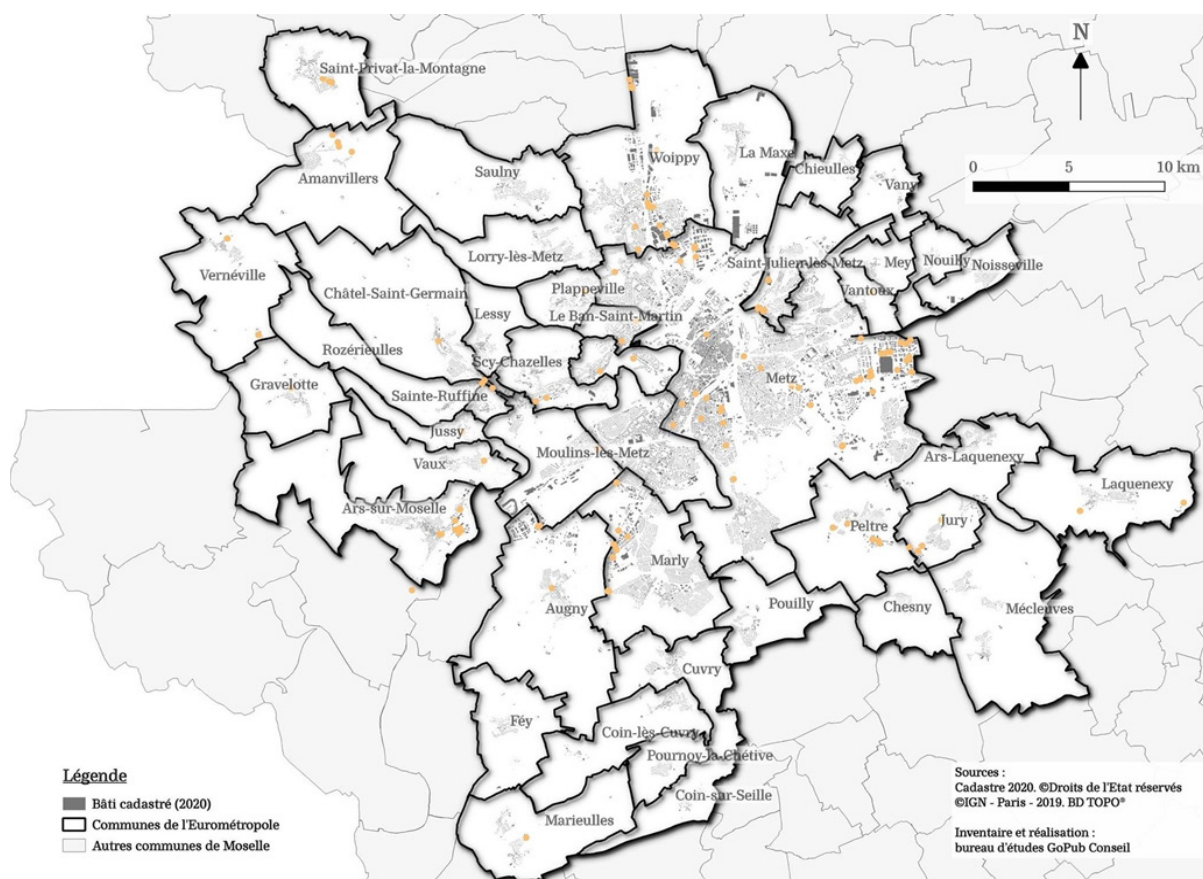 N
Saint-Privat-la-Montagne
Woippy
La Maxe
Chieulles
Vany
0 5 10 km
Amanvillers
Saulny
Lorry-lès-Metz
Saint-Julien-lès-Metz
Mey
Nouilly
Noisseville
Vernéville
Châtel-Saint-Germain
Plappeville
Vantoux
Lessy
Le Ban-Saint-Martin
Rozérieulles
Scy-Chazelles
Metz
Gravelotte
Sainte-Ruffine
Jussy
Moulins-lès-Metz
Ars-Laquenexy
Vaux
Laquenexy
Ars-sur-Moselle
Peltre
Jury
Marly
Augny
Pouilly
Chesny
Mécleuves
Cuvry
Féy
Coin-lès-Cuvry
Pournoy-la-Chétive
Coin-sur-Seille
Marieulles
Légende
Bâti cadastré (2020)
Communes de l'Eurométropole
Autres communes de Moselle
Sources :
Cadastre 2020. ©Droits de l'Etat réservés
©IGN - Paris - 2019. BD TOPO®
Inventaire et réalisation :
bureau d'études GoPub Conseil